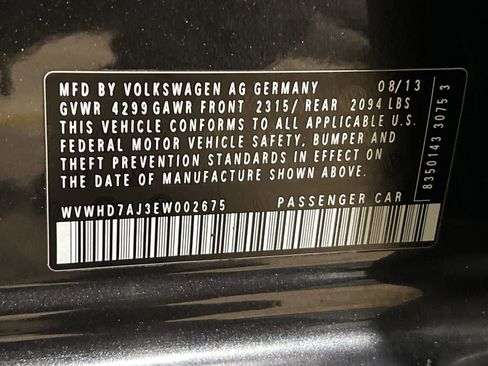 MFD BY VOLKSWAGEN AG GERMANY 08/13
GVWR 4299 GAWR FRONT 2315/ REAR 2094 LBS
THIS VEHICLE CONFORMS TO ALL APPLICABLE U.S.
FEDERAL MOTOR VEHICLE SAFETY, BUMPER AND
THEFT PREVENTION STANDARDS IN EFFECT ON
THE DATE OF MANUFACTURE SHOWN ABOVE.
WVWHD7AJ3EW002675 PASSENGER CAR
8350143 3075 3